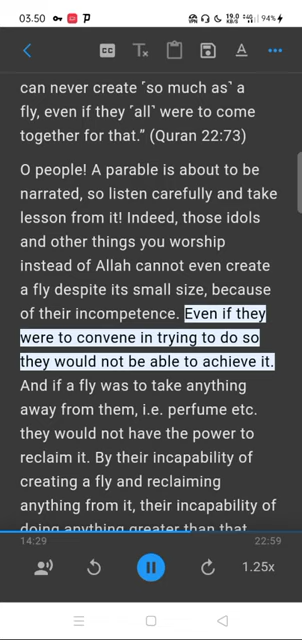 03.50
19.0
KB/S
94%
CC
can never create ˹so much as˺ a
fly, even if they ˹all˺ were to come
together for that.” (Quran 22:73)
O people! A parable is about to be
narrated, so listen carefully and take
lesson from it! Indeed, those idols
and other things you worship
instead of Allah cannot even create
a fly despite its small size, because
of their incompetence. Even if they
were to convene in trying to do so
they would not be able to achieve it.
And if a fly was to take anything
away from them, i.e. perfume etc.
they would not have the power to
reclaim it. By their incapability of
creating a fly and reclaiming
anything from it, their incapability of
doing anything greater than that
14:29
22:59
1.25x